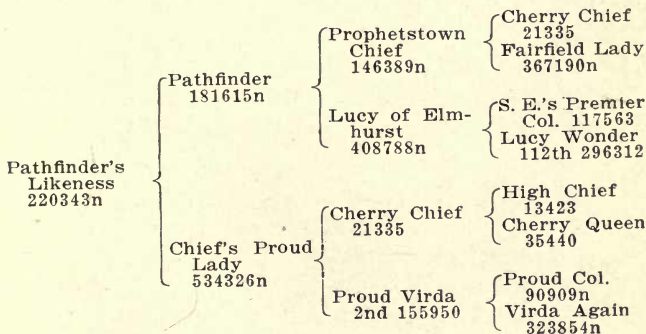 Pathfinder's
Likeness
220343n
Pathfinder
181615n
Chief's Proud
Lady
534326n
Prophetstown
Chief
146389n
Lucy of Elm-
hurst
408788n
Cherry Chief
21335
Proud Virda
2nd 155950
Cherry Chief
21335
Fairfield Lady
367190n
S. E.'s Premier
Col. 117563
Lucy Wonder
112th 296312
High Chief
13423
Cherry Queen
35440
Proud Col.
90909n
Virda Again
323854n